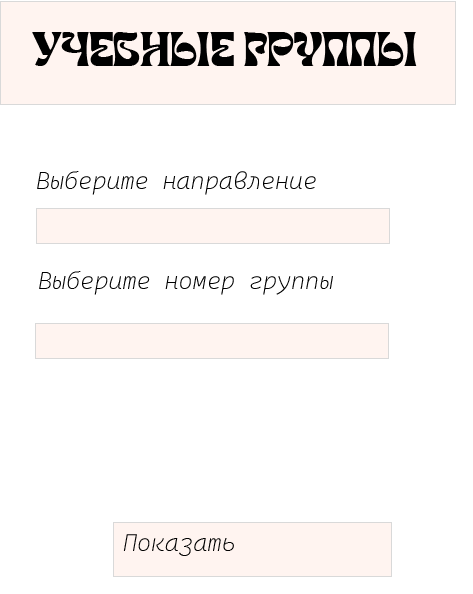 УЧЕБНЫЕ ГРУППЫ
Выберите направление
Выберите номер группы
Показать